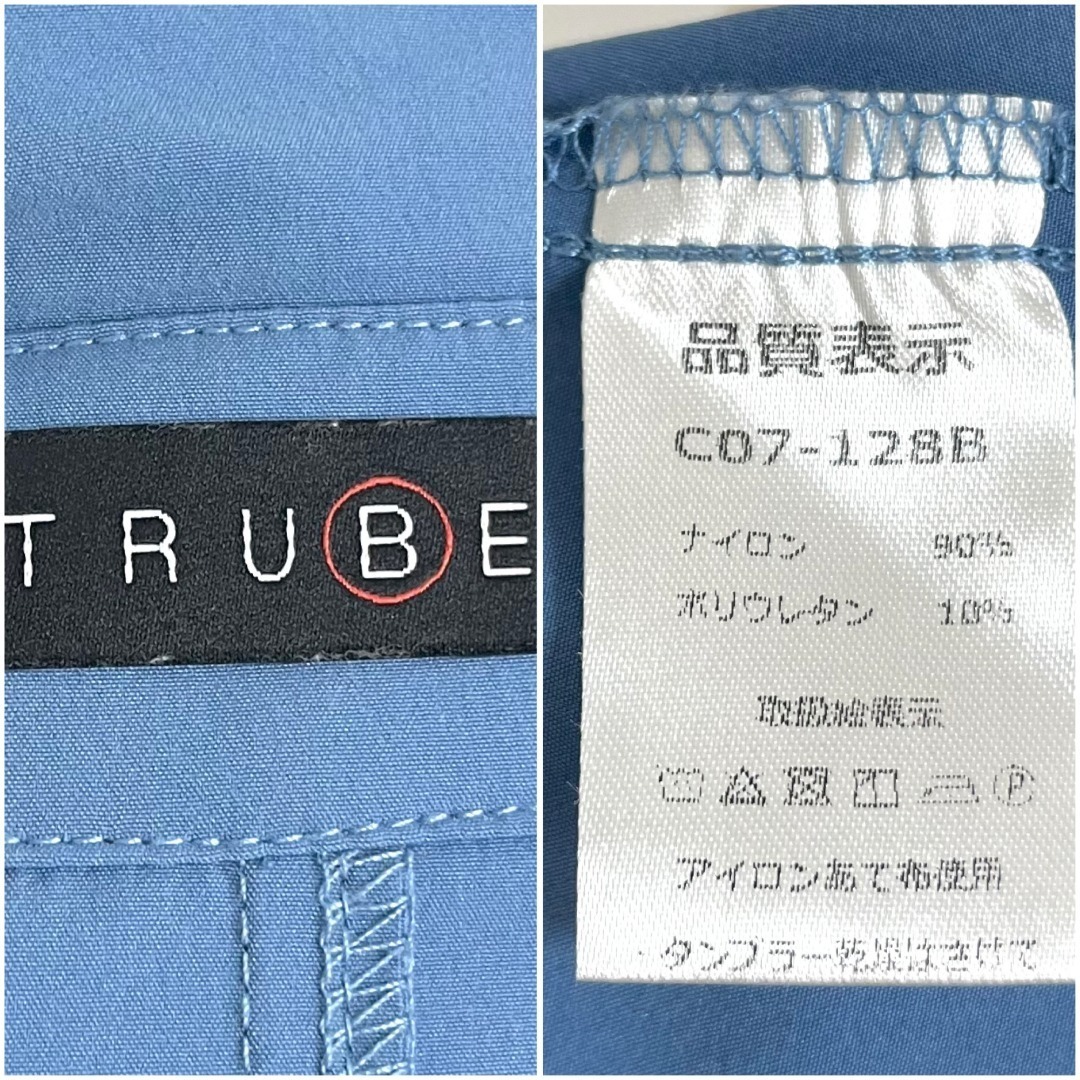 TRUBE
品質表示
C07-128B
ナイロン 90%
ポリウレタン 10%
取扱絵表示
P
アイロンあて布使用
・タンブラー乾燥はさけて